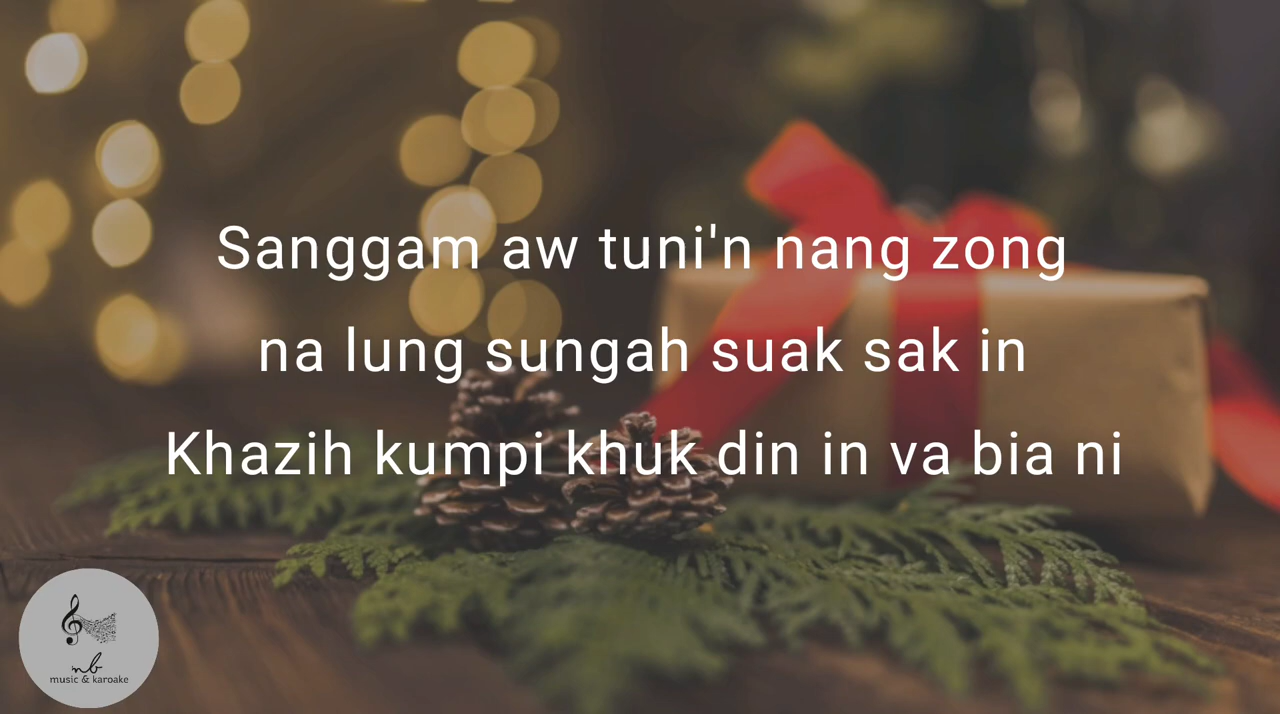 Sanggam aw tuni'n nang zong
na lung sungah suak sak in
Khazih kumpi khuk din in va bia ni
nb
music & karoake